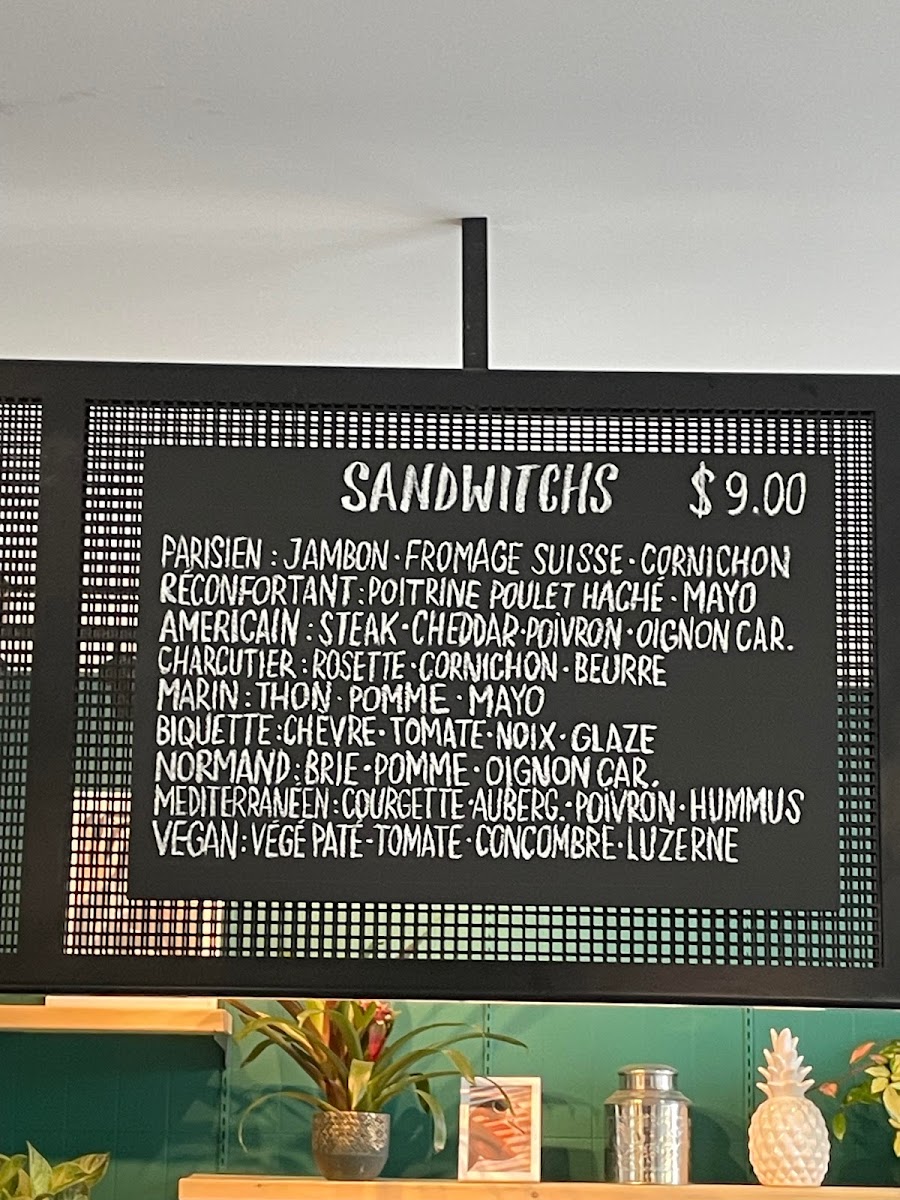 SANDWITCHS $9.00
PARISIEN : JAMBON · FROMAGE SUISSE · CORNICHON
RÉCONFORTANT : POITRINE POULET HACHÉ · MAYO
AMERICAIN : STEAK · CHEDDAR · POIVRON · OIGNON CAR.
CHARCUTIER : ROSETTE · CORNICHON · BEURRE
MARIN : THON · POMME · MAYO
BIQUETTE : CHÈVRE · TOMATE · NOIX · GLAZE
NORMAND : BRIE · POMME · OIGNON CAR.
MEDITERRANÉEN : COURGETTE · AUBERG. · POIVRON · HUMMUS
VEGAN : VÉGÉ PATÉ - TOMATE · CONCOMBRE · LUZERNE